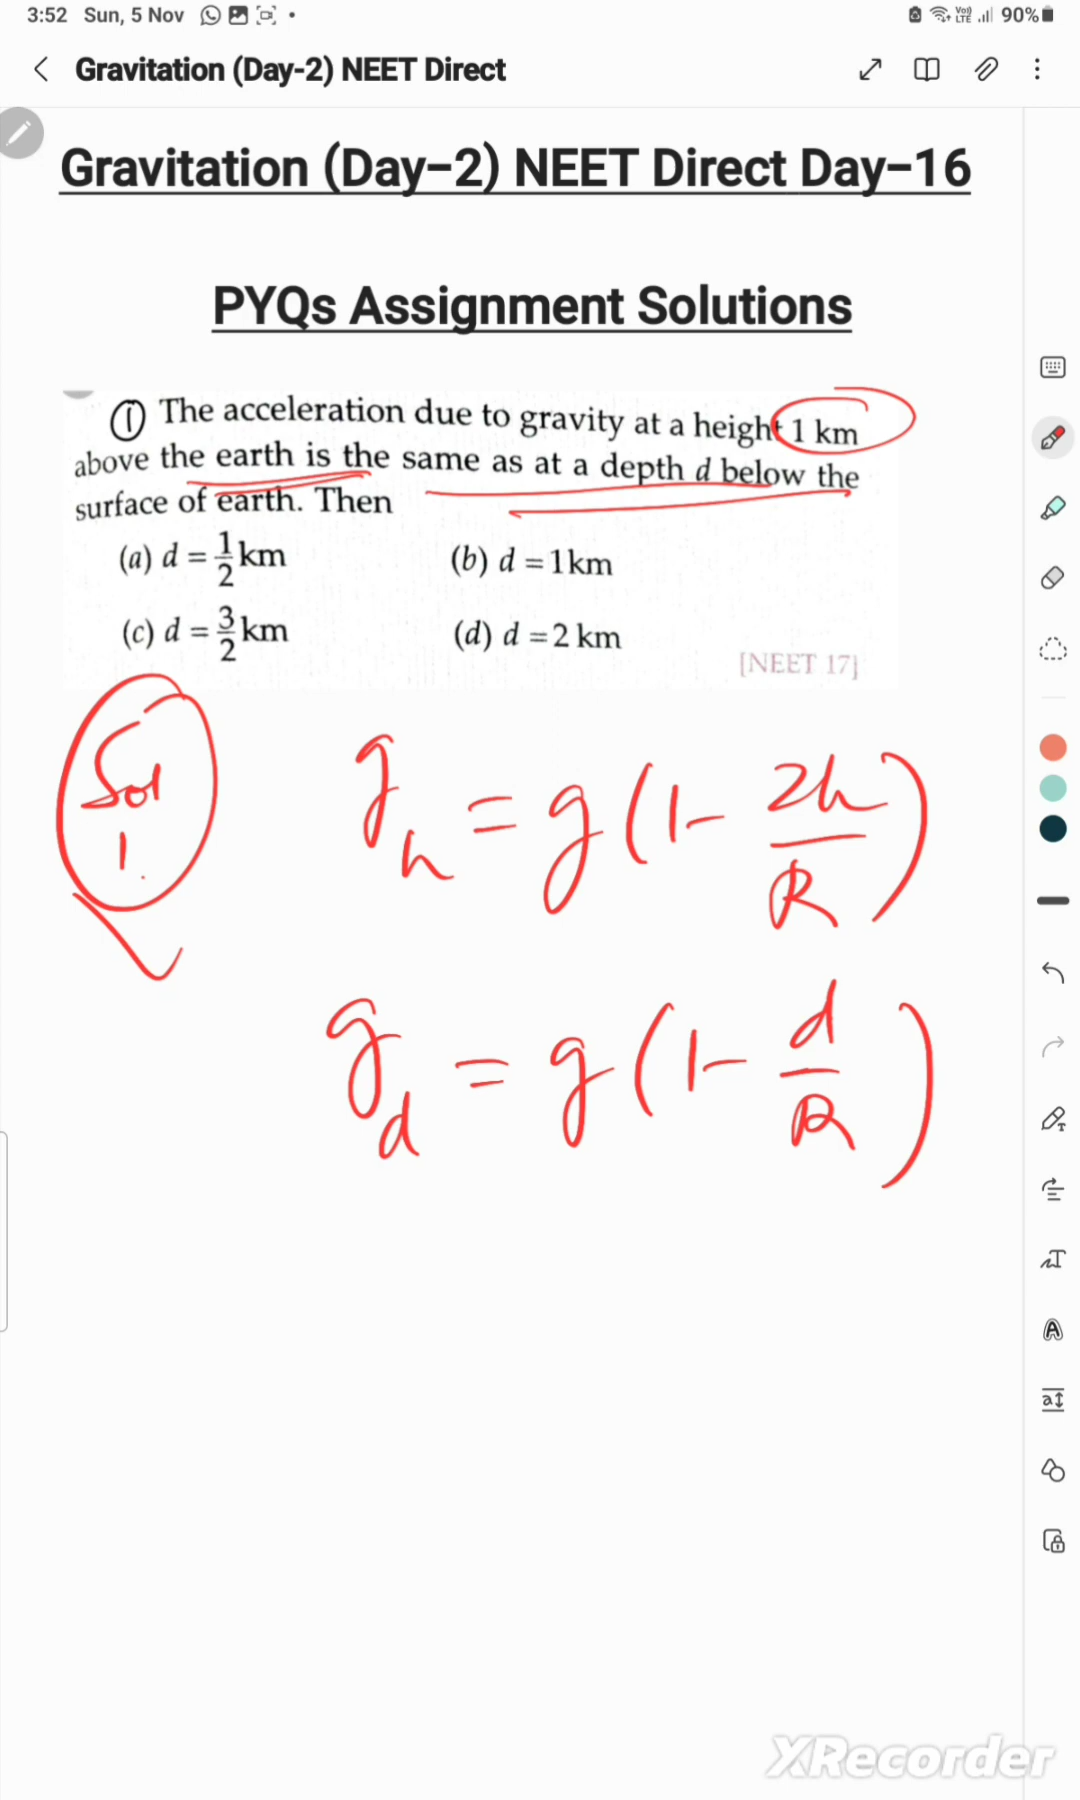 3:52 Sun, 5 Nov
90%
Gravitation (Day-2) NEET Direct
Gravitation (Day-2) NEET Direct Day-16
PYQs Assignment Solutions
① The acceleration due to gravity at a height 1 km
above the earth is the same as at a depth d below the
surface of earth. Then
(a) d = 1/2 km (b) d = 1 km
(c) d = 3/2 km (d) d = 2 km
[NEET 17]
Sol 1.
g_h = g(1 - 2h/R)
g_d = g(1 - d/R)
XRecorder